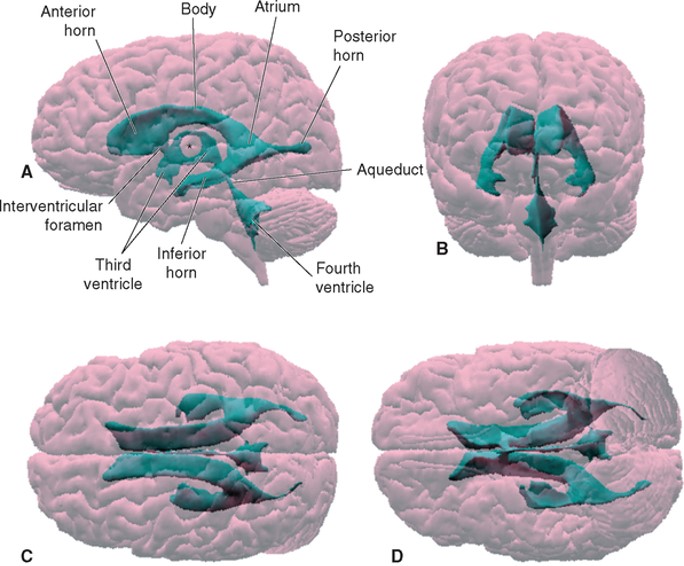 Anterior
horn
Body
Atrium
Posterior
horn
A
Aqueduct
Interventricular
foramen
Third
ventricle
Inferior
horn
Fourth
ventricle
*
B
C
D